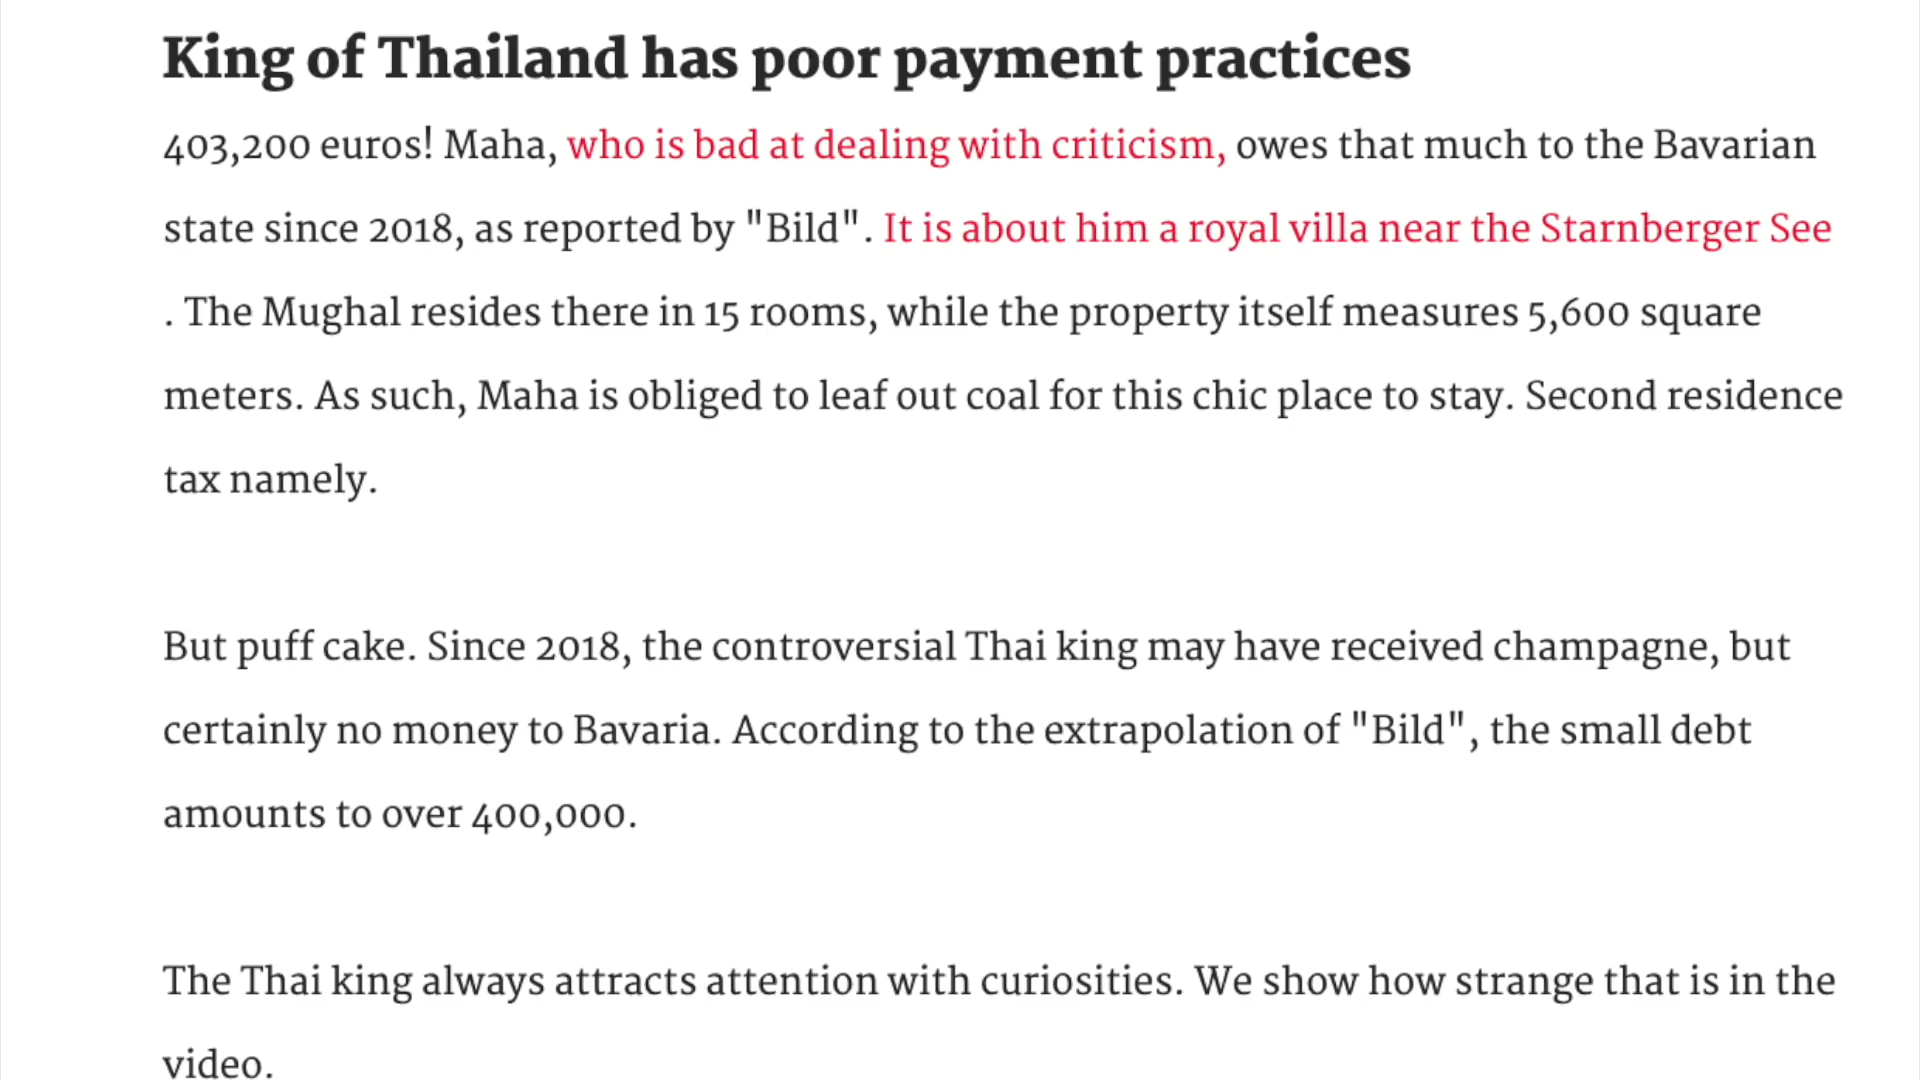 King of Thailand has poor payment practices
403,200 euros! Maha, who is bad at dealing with criticism, owes that much to the Bavarian
state since 2018, as reported by "Bild". It is about him a royal villa near the Starnberger See
. The Mughal resides there in 15 rooms, while the property itself measures 5,600 square
meters. As such, Maha is obliged to leaf out coal for this chic place to stay. Second residence
tax namely.
But puff cake. Since 2018, the controversial Thai king may have received champagne, but
certainly no money to Bavaria. According to the extrapolation of "Bild", the small debt
amounts to over 400,000.
The Thai king always attracts attention with curiosities. We show how strange that is in the
video.